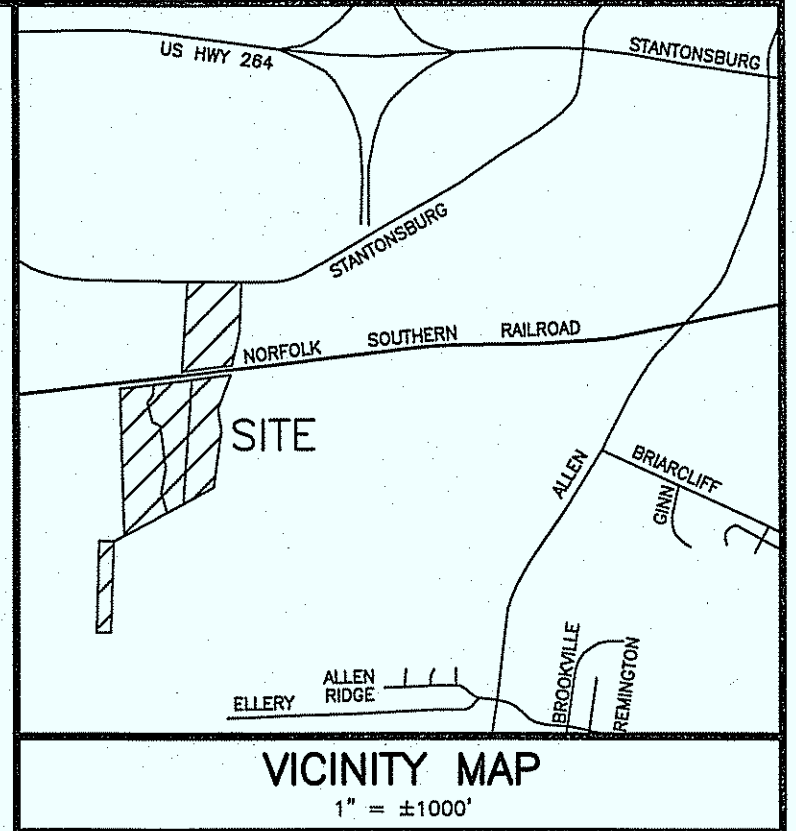 US HWY 264
STANTONSBURG
STANTONSBURG
NORFOLK SOUTHERN RAILROAD
SITE
ALLEN
BRIARCLIFF
GINN
BROOKVILLE
REMINGTON
ALLEN
RIDGE
ELLERY
VICINITY MAP
1" = ±1000'